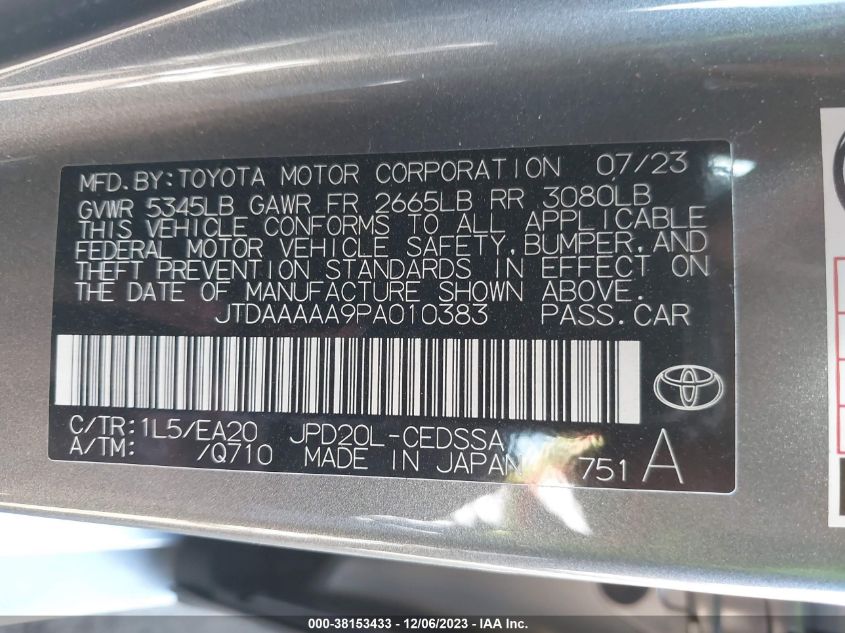 MFD.BY:TOYOTA MOTOR CORPORATION 07/23
GVWR 5345LB GAWR FR 2665LB RR 3080LB
THIS VEHICLE CONFORMS TO ALL APPLICABLE
FEDERAL MOTOR VEHICLE SAFETY,BUMPER,AND
THEFT PREVENTION STANDARDS IN EFFECT ON
THE DATE OF MANUFACTURE SHOWN ABOVE.
JTDAAAAA9PA010383 PASS.CAR
C/TR:1L5/EA20 JPD20L-CEDSSA
A/TM: /Q710 MADE IN JAPAN 751 A
000-38153433 - 12/06/2023 - IAA Inc.